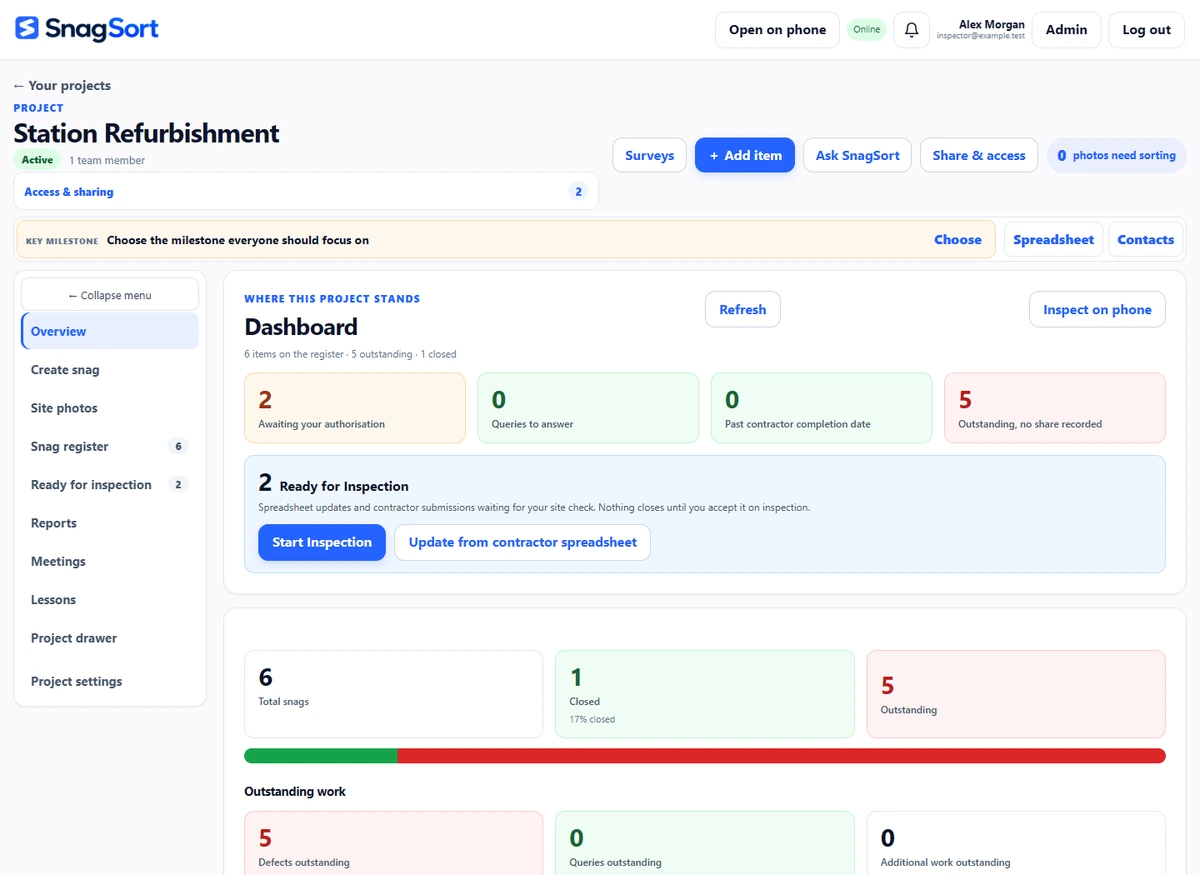 SnagSort
Open on phone
Online
Alex Morgan
inspector@example.test
Admin
Log out
← Your projects
PROJECT
Station Refurbishment
Active 1 team member
Surveys
+ Add item
Ask SnagSort
Share & access
0 photos need sorting
Access & sharing 2
KEY MILESTONE Choose the milestone everyone should focus on Choose
Spreadsheet
Contacts
← Collapse menu
Overview
Create snag
Site photos
Snag register 6
Ready for inspection 2
Reports
Meetings
Lessons
Project drawer
Project settings
WHERE THIS PROJECT STANDS
Dashboard
6 items on the register · 5 outstanding · 1 closed
Refresh
Inspect on phone
2
Awaiting your authorisation
0
Queries to answer
0
Past contractor completion date
5
Outstanding, no share recorded
2 Ready for Inspection
Spreadsheet updates and contractor submissions waiting for your site check. Nothing closes until you accept it on inspection.
Start Inspection
Update from contractor spreadsheet
6
Total snags
1
Closed
17% closed
5
Outstanding
Outstanding work
5
Defects outstanding
0
Queries outstanding
0
Additional work outstanding